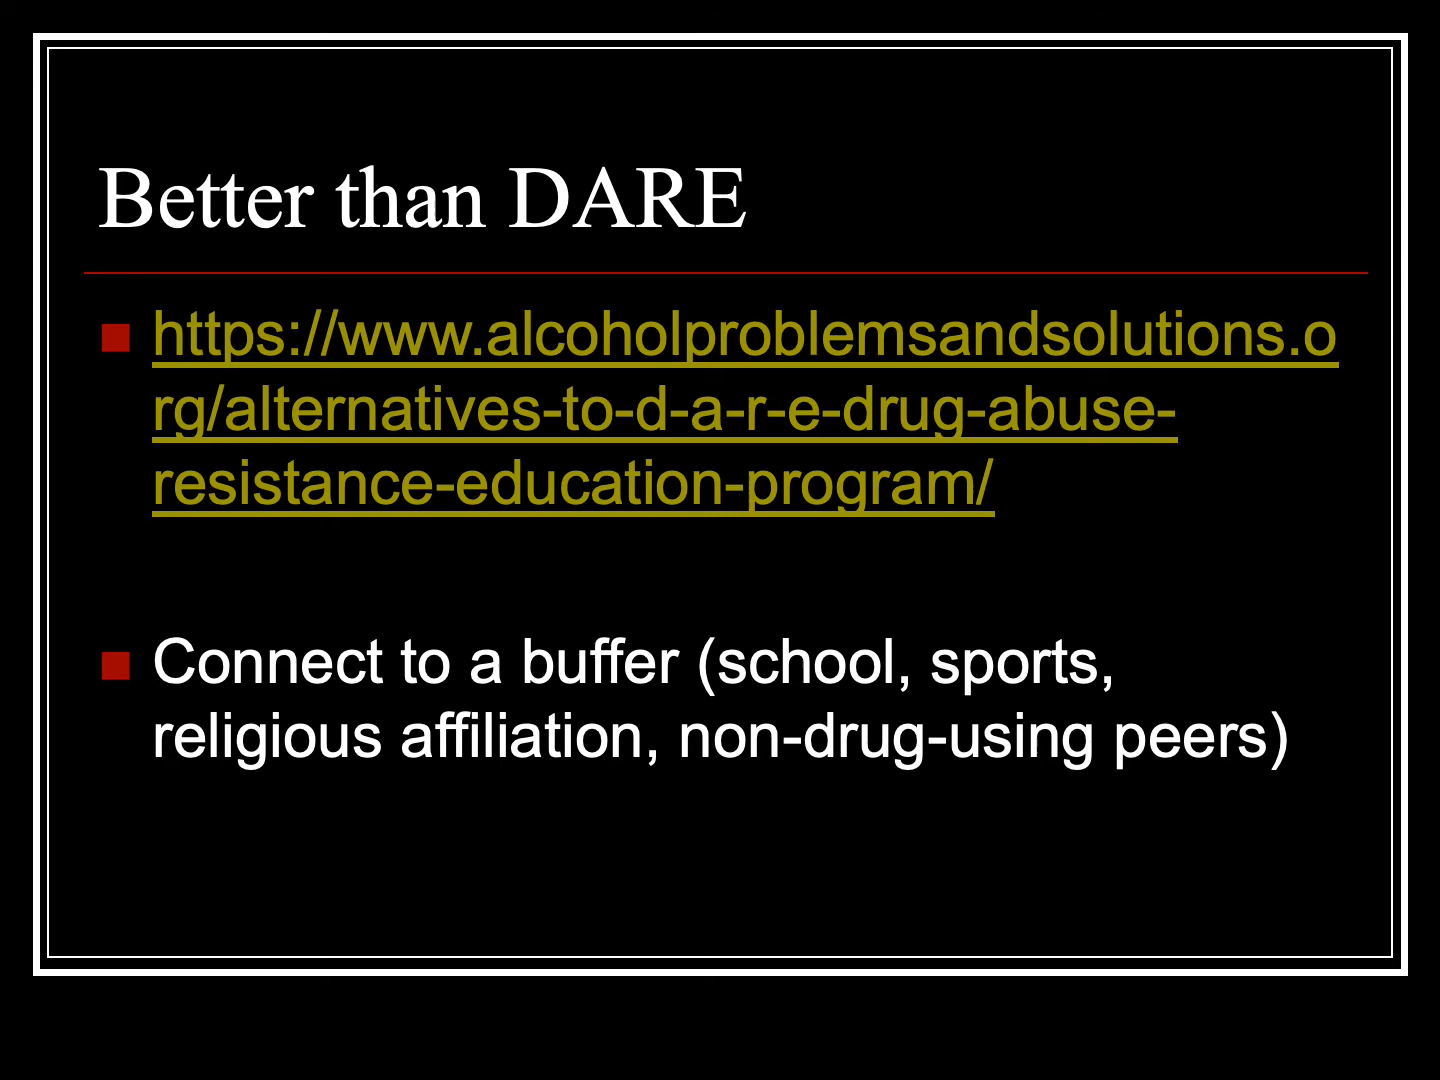 Better than DARE
https://www.alcoholproblemsandsolutions.o
rg/alternatives-to-d-a-r-e-drug-abuse-
resistance-education-program/
Connect to a buffer (school, sports,
religious affiliation, non-drug-using peers)